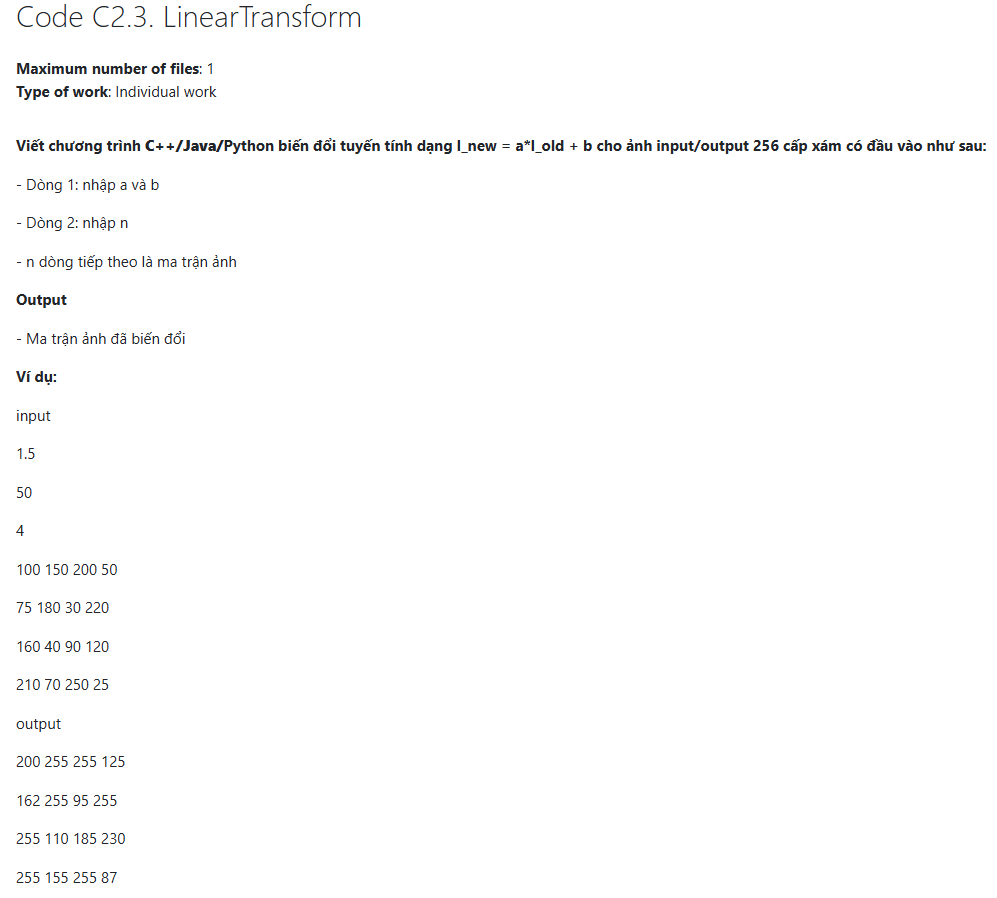 Code C2.3. LinearTransform
Maximum number of files: 1
Type of work: Individual work
Viết chương trình C++/Java/Python biến đổi tuyến tính dạng I_new = a*I_old + b cho ảnh input/output 256 cấp xám có đầu vào như sau:
- Dòng 1: nhập a và b
- Dòng 2: nhập n
- n dòng tiếp theo là ma trận ảnh
Output
- Ma trận ảnh đã biến đổi
Ví dụ:
input
1.5
50
4
100 150 200 50
75 180 30 220
160 40 90 120
210 70 250 25
output
200 255 255 125
162 255 95 255
255 110 185 230
255 155 255 87